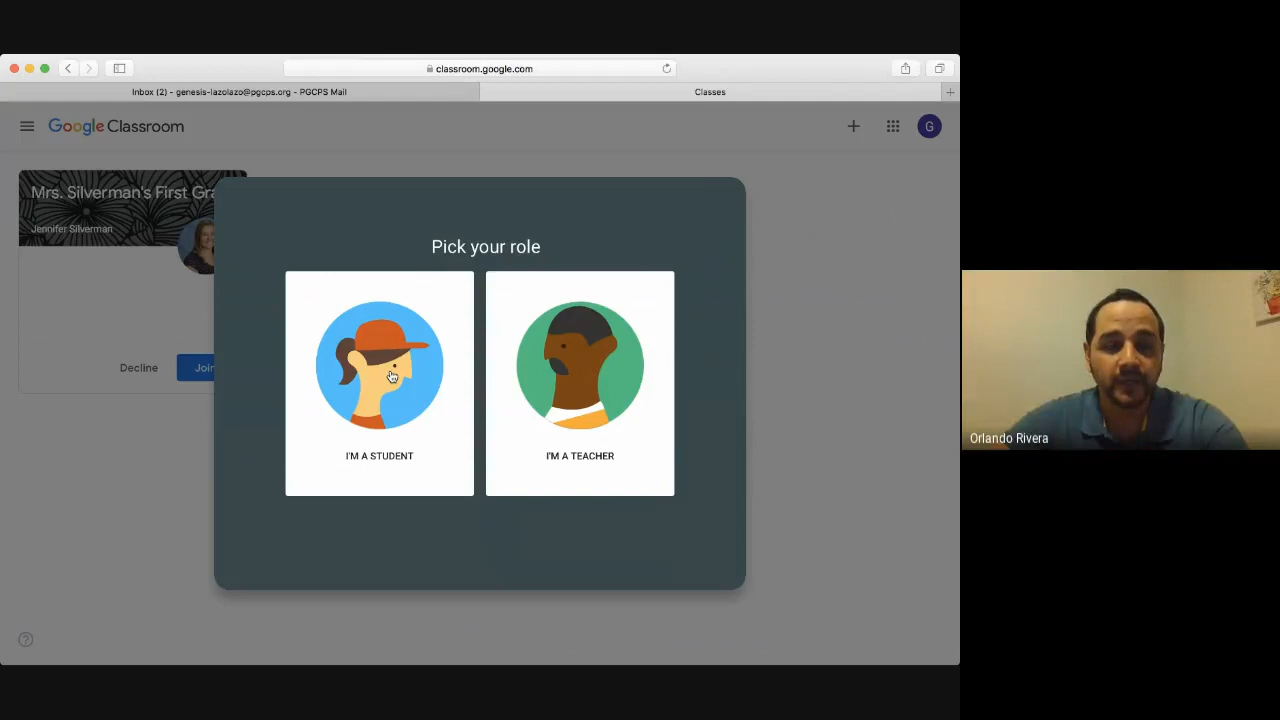 classroom.google.com
Inbox (2) - genesis-lazolazo@pgcps.org - PGCPS Mail
Classes
Google Classroom
G
Mrs. Silverman's First Gra
Jennifer Silverman
Decline
Join
Pick your role
I'M A STUDENT
I'M A TEACHER
Orlando Rivera